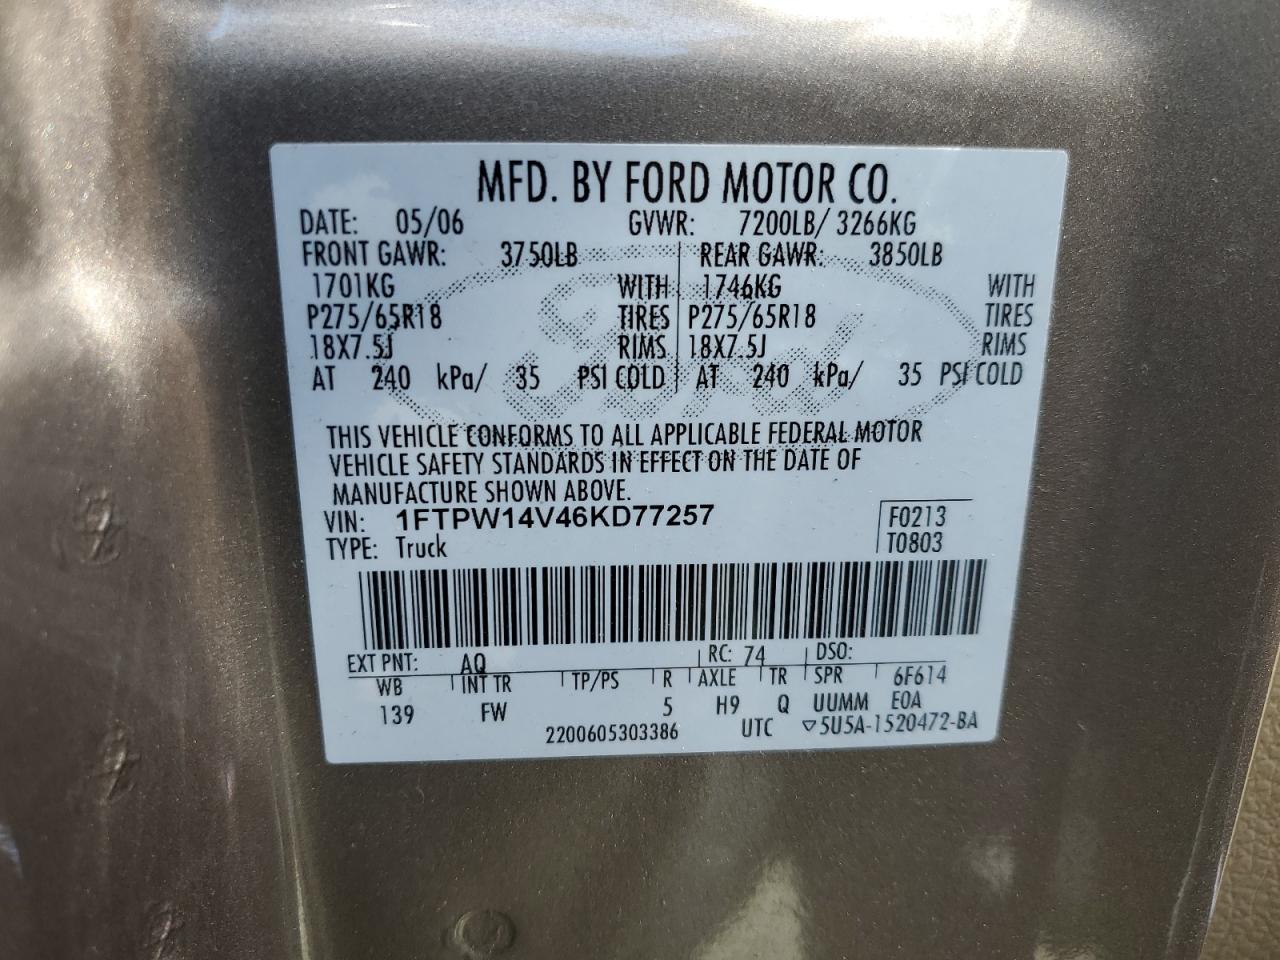 MFD. BY FORD MOTOR CO.
DATE: 05/06 GVWR: 7200LB/ 3266KG
FRONT GAWR: 3750LB REAR GAWR: 3850LB
1701KG WITH 1746KG WITH
P275/65R18 TIRES P275/65R18 TIRES
18X7.5J RIMS 18X7.5J RIMS
AT 240 kPa/ 35 PSI COLD AT 240 kPa/ 35 PSI COLD
Ford
THIS VEHICLE CONFORMS TO ALL APPLICABLE FEDERAL MOTOR
VEHICLE SAFETY STANDARDS IN EFFECT ON THE DATE OF
MANUFACTURE SHOWN ABOVE.
VIN: 1FTPW14V46KD77257 F0213
TYPE: Truck T0803
EXT PNT: AQ RC: 74 DSO:
WB INT TR TP/PS R AXLE TR SPR 6F614
139 FW 5 H9 Q UUMM E0A
2200605303386 UTC ▽5U5A-1520472-BA